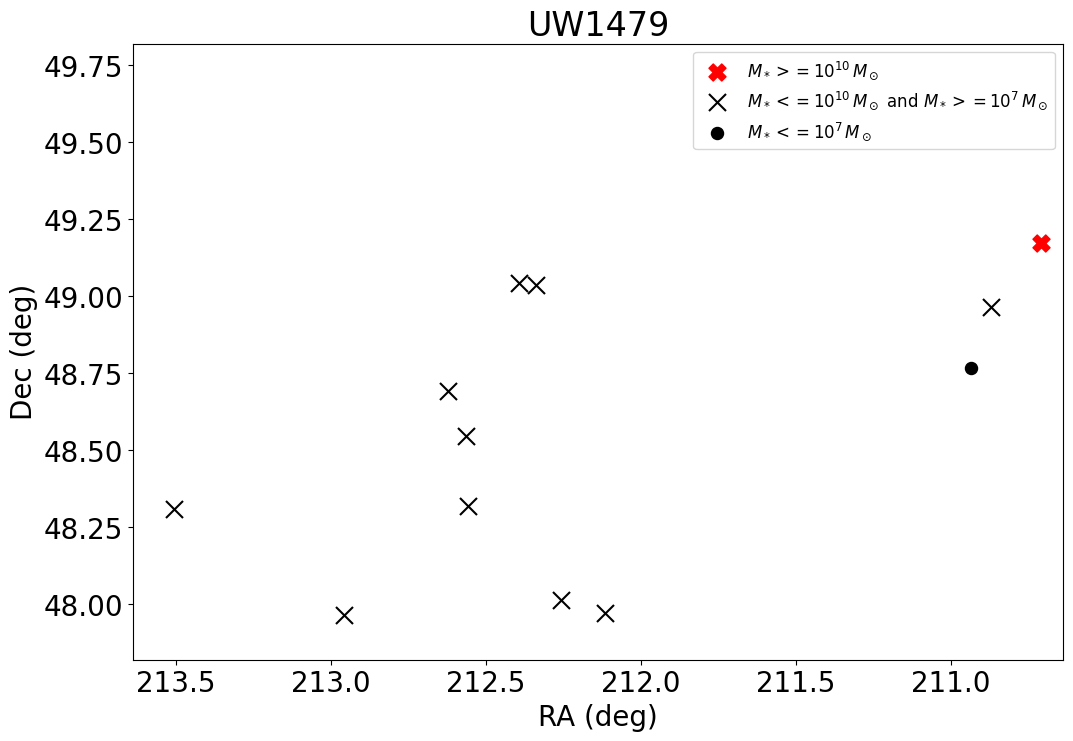 UW1479
M* >= 10^10 M⊙
M* <= 10^10 M⊙ and M* >= 10^7 M⊙
M* <= 10^7 M⊙
49.75
49.50
49.25
49.00
48.75
48.50
48.25
48.00
Dec (deg)
213.5 213.0 212.5 212.0 211.5 211.0
RA (deg)